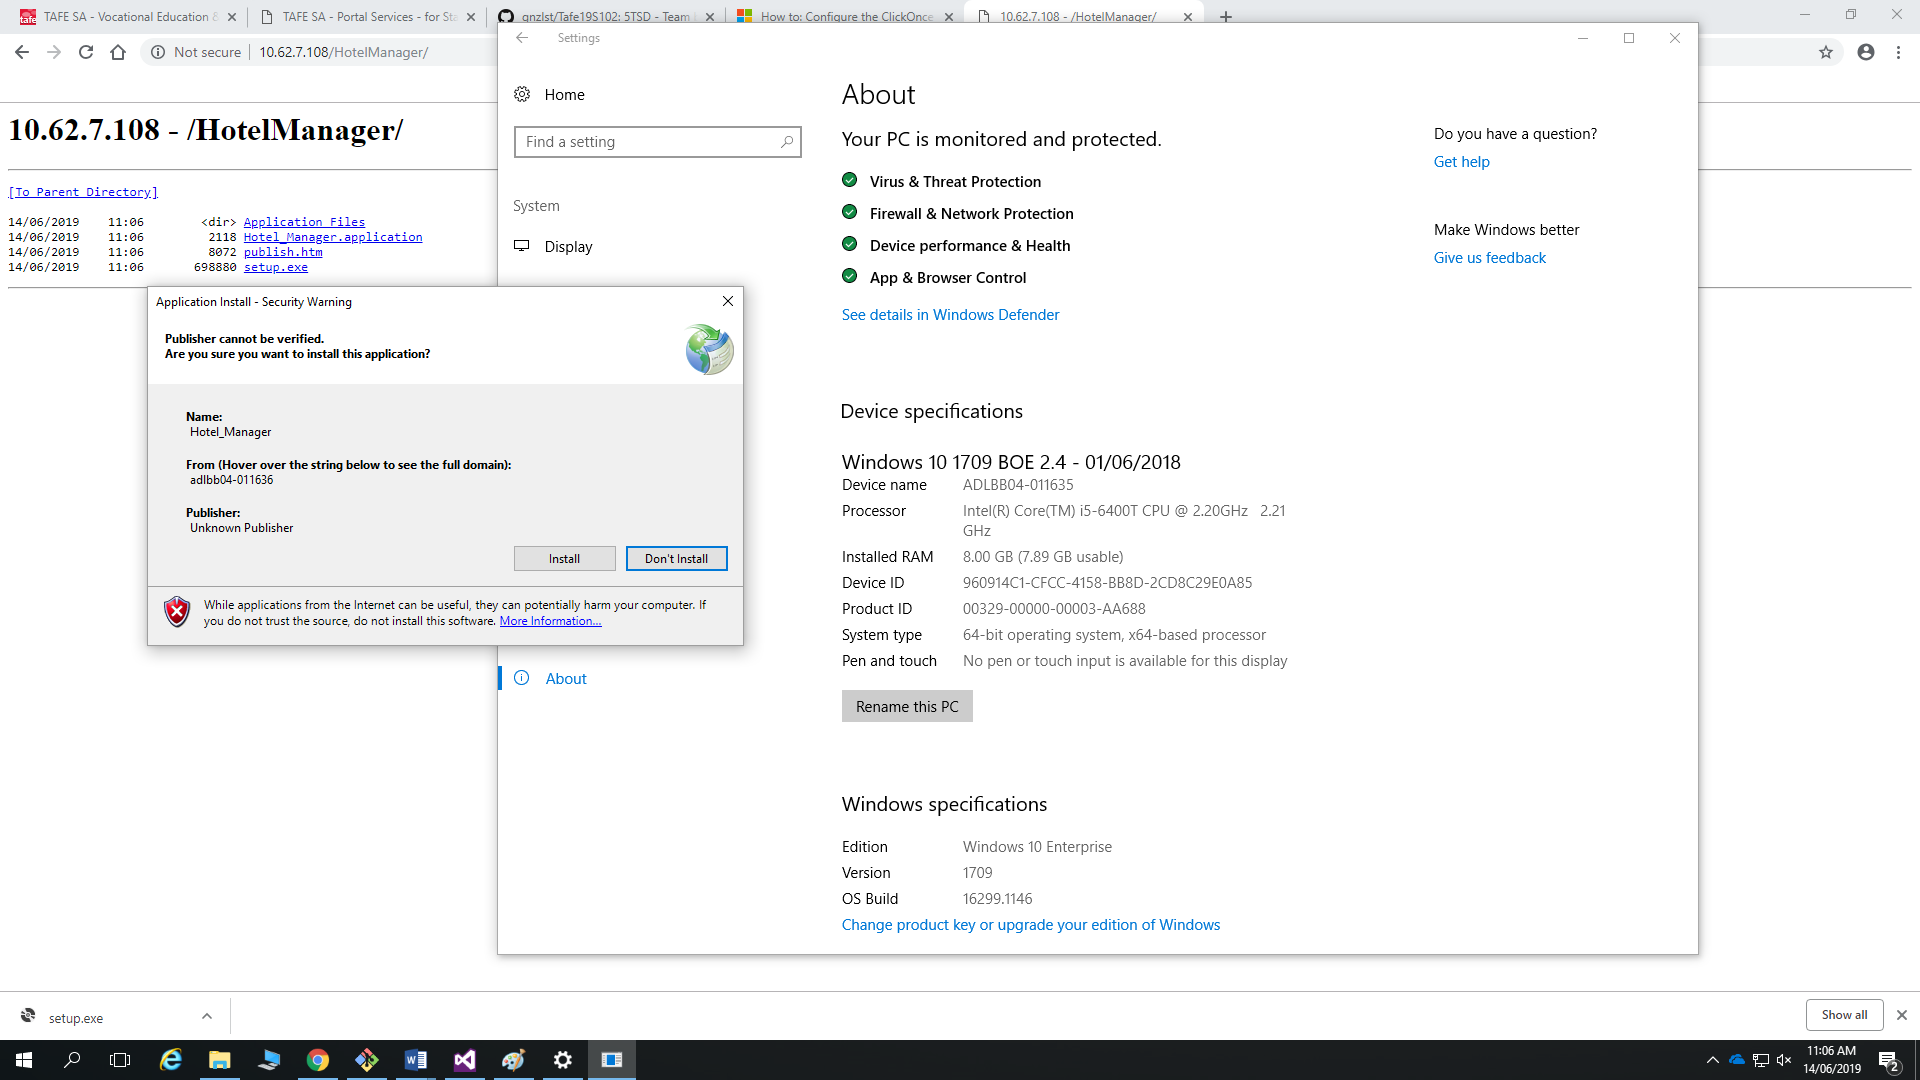 TAFE SA - Vocational Education &
TAFE SA - Portal Services - for Sta
gnzlst/Tafe19S102: 5TSD - Team
How to: Configure the ClickOnce
10.62.7.108 - /HotelManager/
Not secure
10.62.7.108/HotelManager/
10.62.7.108 - /HotelManager/
[To Parent Directory]
14/06/2019 11:06 <dir> Application Files
14/06/2019 11:06 2118 Hotel_Manager.application
14/06/2019 11:06 8072 publish.htm
14/06/2019 11:06 698880 setup.exe
Application Install - Security Warning
Publisher cannot be verified.
Are you sure you want to install this application?
Name:
Hotel_Manager
From (Hover over the string below to see the full domain):
adlbb04-011636
Publisher:
Unknown Publisher
Install
Don't Install
While applications from the Internet can be useful, they can potentially harm your computer. If
you do not trust the source, do not install this software. More Information...
Settings
Home
Find a setting
System
Display
About
About
Your PC is monitored and protected.
Virus & Threat Protection
Firewall & Network Protection
Device performance & Health
App & Browser Control
See details in Windows Defender
Device specifications
Windows 10 1709 BOE 2.4 - 01/06/2018
Device name ADLBB04-011635
Processor Intel(R) Core(TM) i5-6400T CPU @ 2.20GHz 2.21
GHz
Installed RAM 8.00 GB (7.89 GB usable)
Device ID 960914C1-CFCC-4158-BB8D-2CD8C29E0A85
Product ID 00329-00000-00003-AA688
System type 64-bit operating system, x64-based processor
Pen and touch No pen or touch input is available for this display
Rename this PC
Windows specifications
Edition Windows 10 Enterprise
Version 1709
OS Build 16299.1146
Change product key or upgrade your edition of Windows
Do you have a question?
Get help
Make Windows better
Give us feedback
setup.exe
Show all
11:06 AM
14/06/2019
2